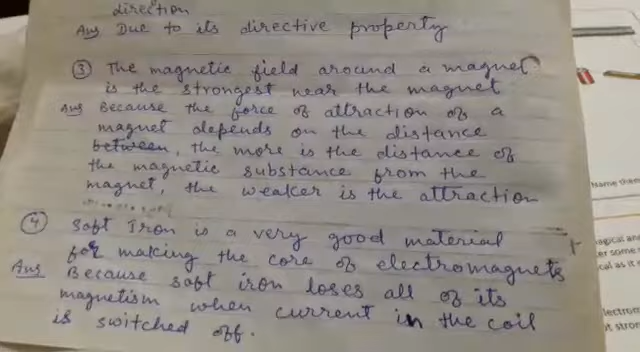 direction
Ans Due to its directive property
③ The magnetic field around a magnet
is the strongest near the magnet
Ans Because the force of attraction of a
magnet depends on the distance
between, the more is the distance of
the magnetic substance from the
magnet, the weaker is the attraction
④ Soft Iron is a very good material
for making the core of electromagnets
Ans Because soft iron loses all of its
magnetism when current in the coil
is switched off.
Name them